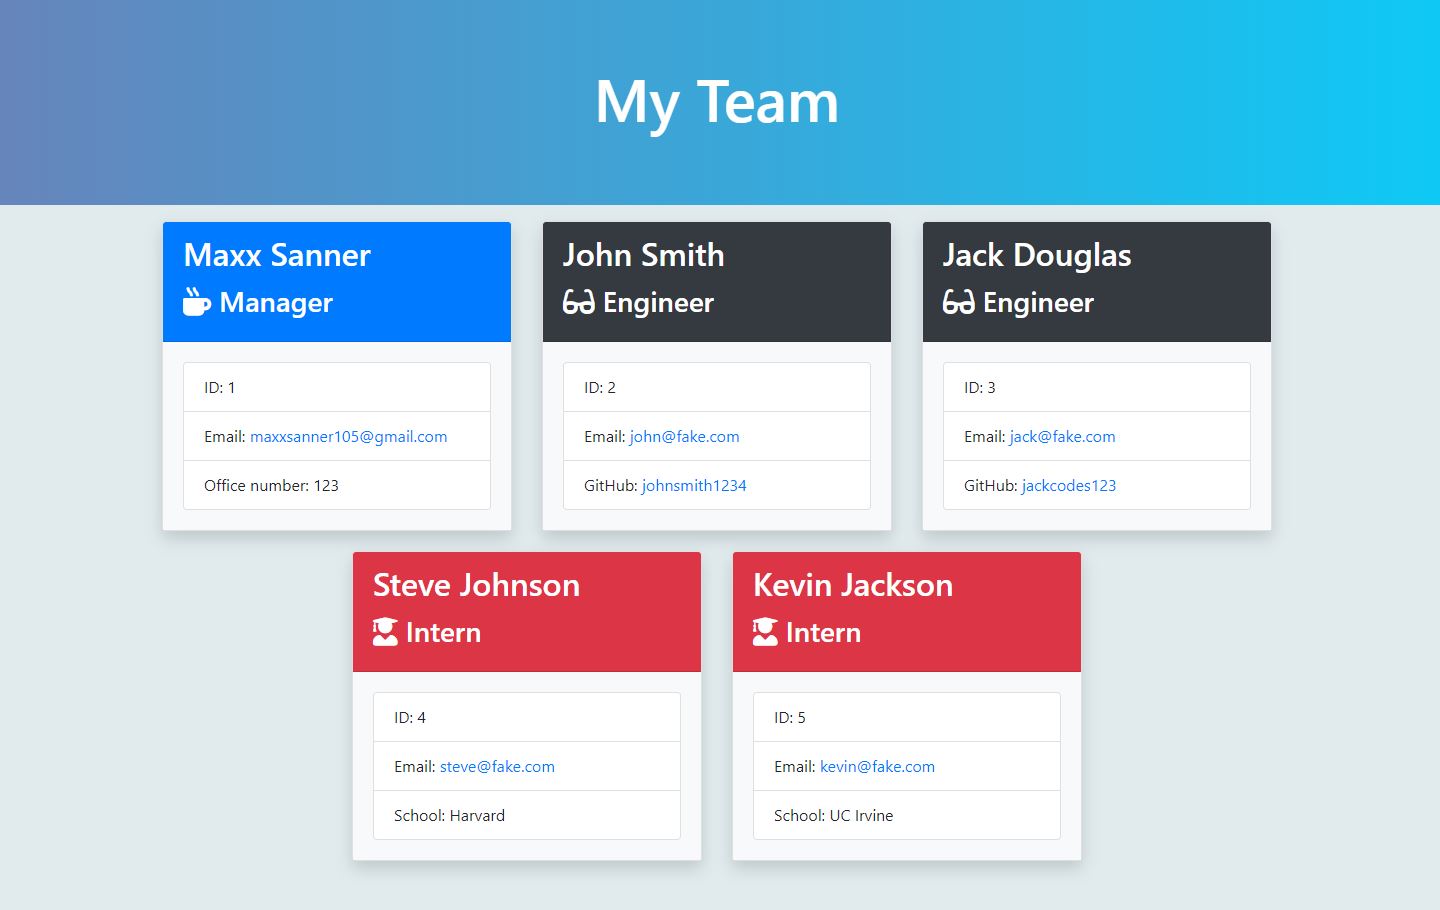 My Team
Maxx Sanner
Manager
ID: 1
Email: maxxsanner105@gmail.com
Office number: 123
John Smith
Engineer
ID: 2
Email: john@fake.com
GitHub: johnsmith1234
Jack Douglas
Engineer
ID: 3
Email: jack@fake.com
GitHub: jackcodes123
Steve Johnson
Intern
ID: 4
Email: steve@fake.com
School: Harvard
Kevin Jackson
Intern
ID: 5
Email: kevin@fake.com
School: UC Irvine